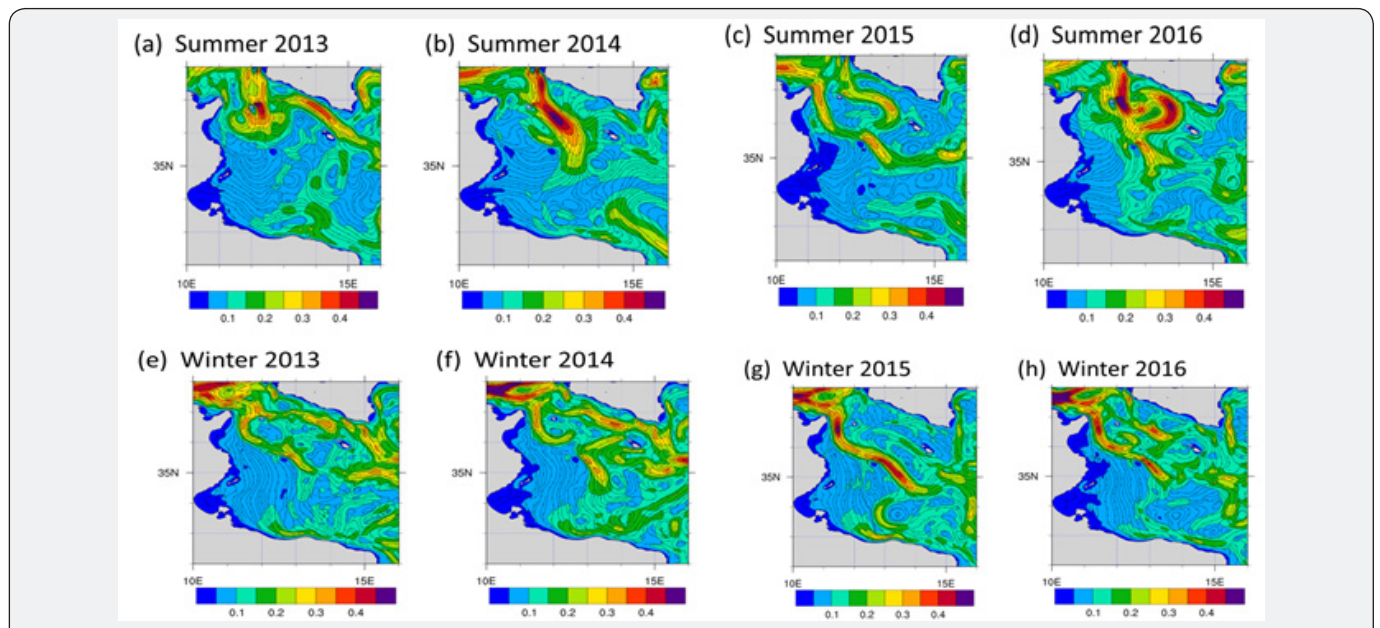 (a) Summer 2013
(b) Summer 2014
(c) Summer 2015
(d) Summer 2016
35N
35N
35N
35N
10E 15E
10E 15E
10E 15E
10E 15E
0.1 0.2 0.3 0.4
0.1 0.2 0.3 0.4
0.1 0.2 0.3 0.4
0.1 0.2 0.3 0.4
(e) Winter 2013
(f) Winter 2014
(g) Winter 2015
(h) Winter 2016
35N
35N
35N
35N
10E 15E
10E 15E
10E 15E
10E 15E
0.1 0.2 0.3 0.4
0.1 0.2 0.3 0.4
0.1 0.2 0.3 0.4
0.1 0.2 0.3 0.4